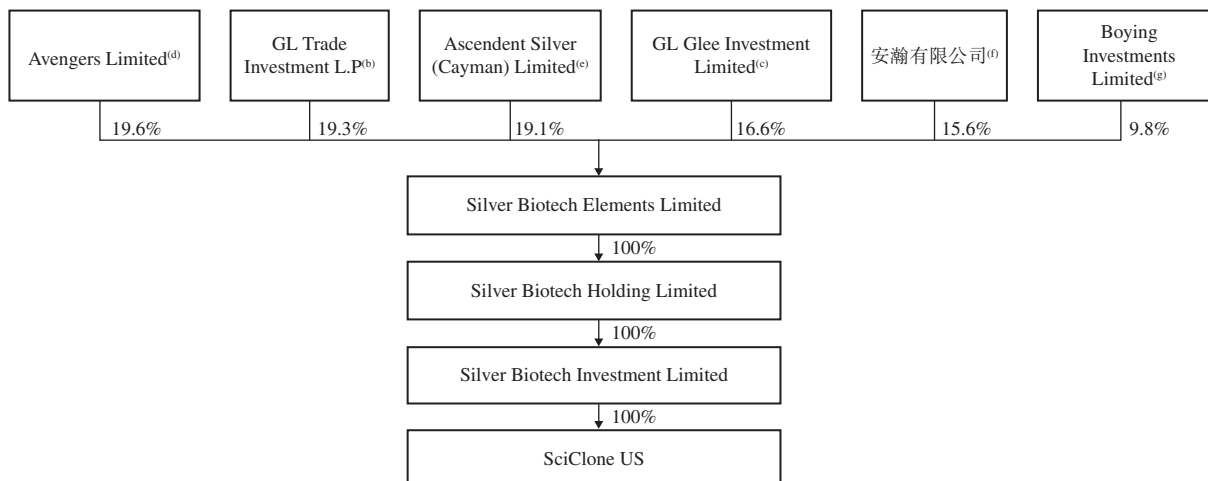 Avengers Limited(d)
GL Trade
Investment L.P(b)
Ascendent Silver
(Cayman) Limited(e)
GL Glee Investment
Limited(c)
安瀚有限公司(f)
Boying
Investments
Limited(g)
19.6%
19.3%
19.1%
16.6%
15.6%
9.8%
Silver Biotech Elements Limited
100%
Silver Biotech Holding Limited
100%
Silver Biotech Investment Limited
100%
SciClone US